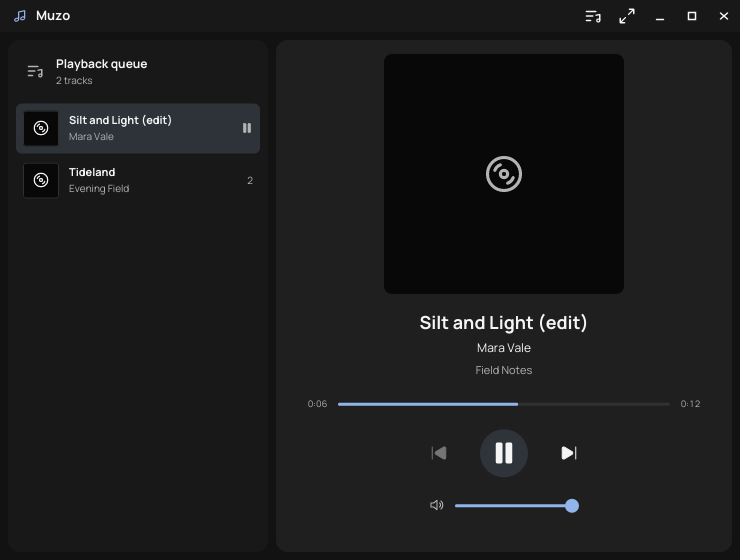 Muzo
Playback queue
2 tracks
Silt and Light (edit)
Mara Vale
Tideland
Evening Field
2
Silt and Light (edit)
Mara Vale
Field Notes
0:06
0:12